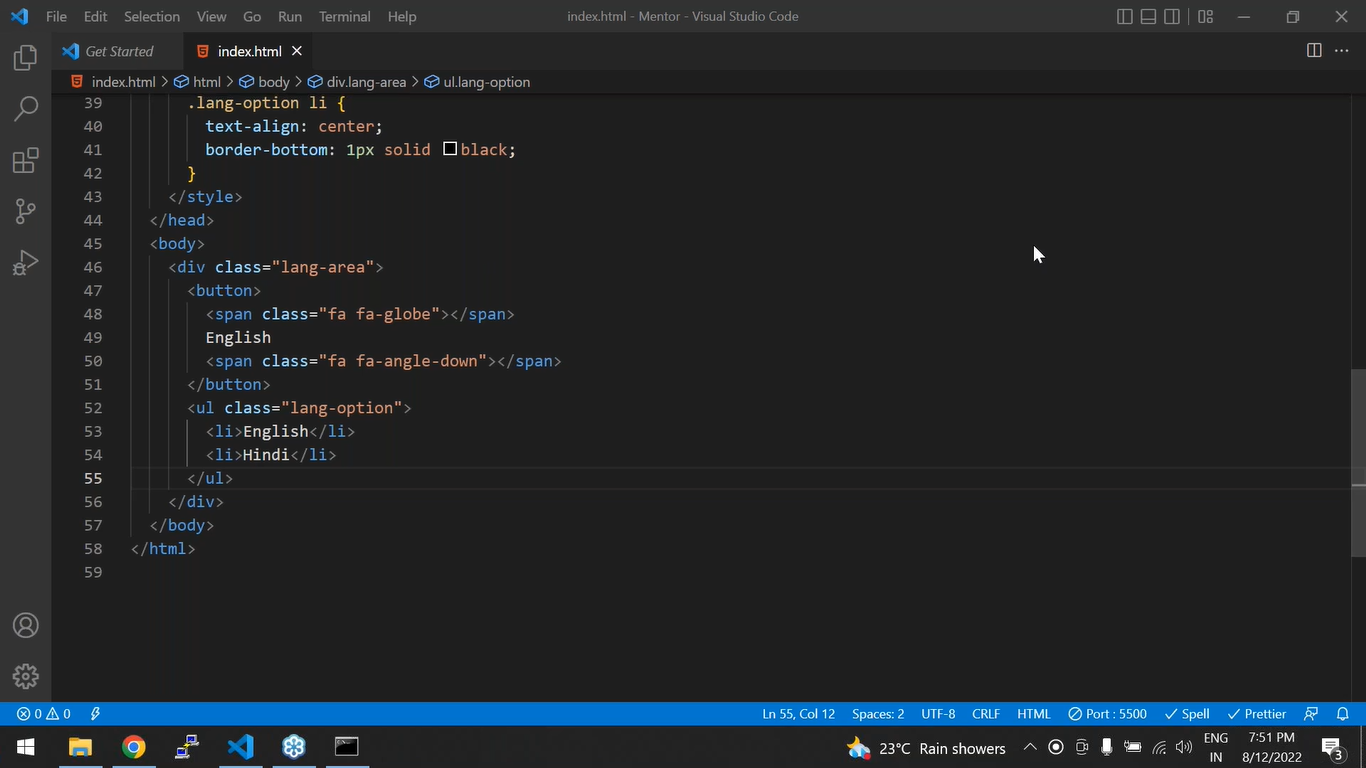 File Edit Selection View Go Run Terminal Help index.html - Mentor - Visual Studio Code
Get Started index.html
index.html > html > body > div.lang-area > ul.lang-option
39 .lang-option li {
40 text-align: center;
41 border-bottom: 1px solid black;
42 }
43 </style>
44 </head>
45 <body>
46 <div class="lang-area">
47 <button>
48 <span class="fa fa-globe"></span>
49 English
50 <span class="fa fa-angle-down"></span>
51 </button>
52 <ul class="lang-option">
53 <li>English</li>
54 <li>Hindi</li>
55 </ul>
56 </div>
57 </body>
58 </html>
59
0 0 Ln 55, Col 12 Spaces: 2 UTF-8 CRLF HTML Port : 5500 Spell Prettier
23°C Rain showers ENG IN 7:51 PM 8/12/2022 3